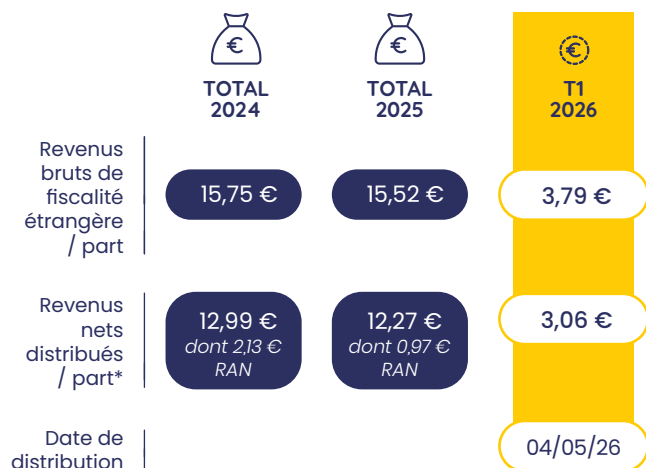 €
€
€
TOTAL
2024
TOTAL
2025
T1
2026
Revenus
bruts de
fiscalité
étrangère
/ part
15,75 €
15,52 €
3,79 €
Revenus
nets
distribués
/ part*
12,99 €
dont 2,13 €
RAN
12,27 €
dont 0,97 €
RAN
3,06 €
Date de
distribution
04/05/26